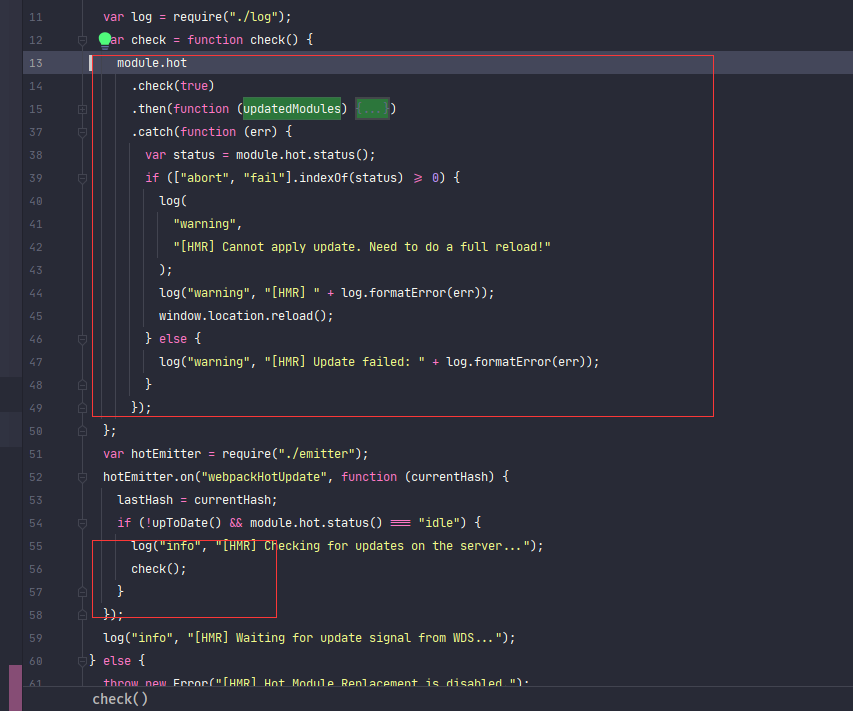 11 var log = require("./log");
12 var check = function check() {
13 module.hot
14 .check(true)
15 .then(function (updatedModules) {...})
37 .catch(function (err) {
38 var status = module.hot.status();
39 if (["abort", "fail"].indexOf(status) >= 0) {
40 log(
41 "warning",
42 "[HMR] Cannot apply update. Need to do a full reload!"
43 );
44 log("warning", "[HMR] " + log.formatError(err));
45 window.location.reload();
46 } else {
47 log("warning", "[HMR] Update failed: " + log.formatError(err));
48 }
49 });
50 };
51 var hotEmitter = require("./emitter");
52 hotEmitter.on("webpackHotUpdate", function (currentHash) {
53 lastHash = currentHash;
54 if (!upToDate() && module.hot.status() === "idle") {
55 log("info", "[HMR] Checking for updates on the server...");
56 check();
57 }
58 });
59 log("info", "[HMR] Waiting for update signal from WDS...");
60 } else {
61 throw new Error("[HMR] Hot Module Replacement is disabled.");
check()